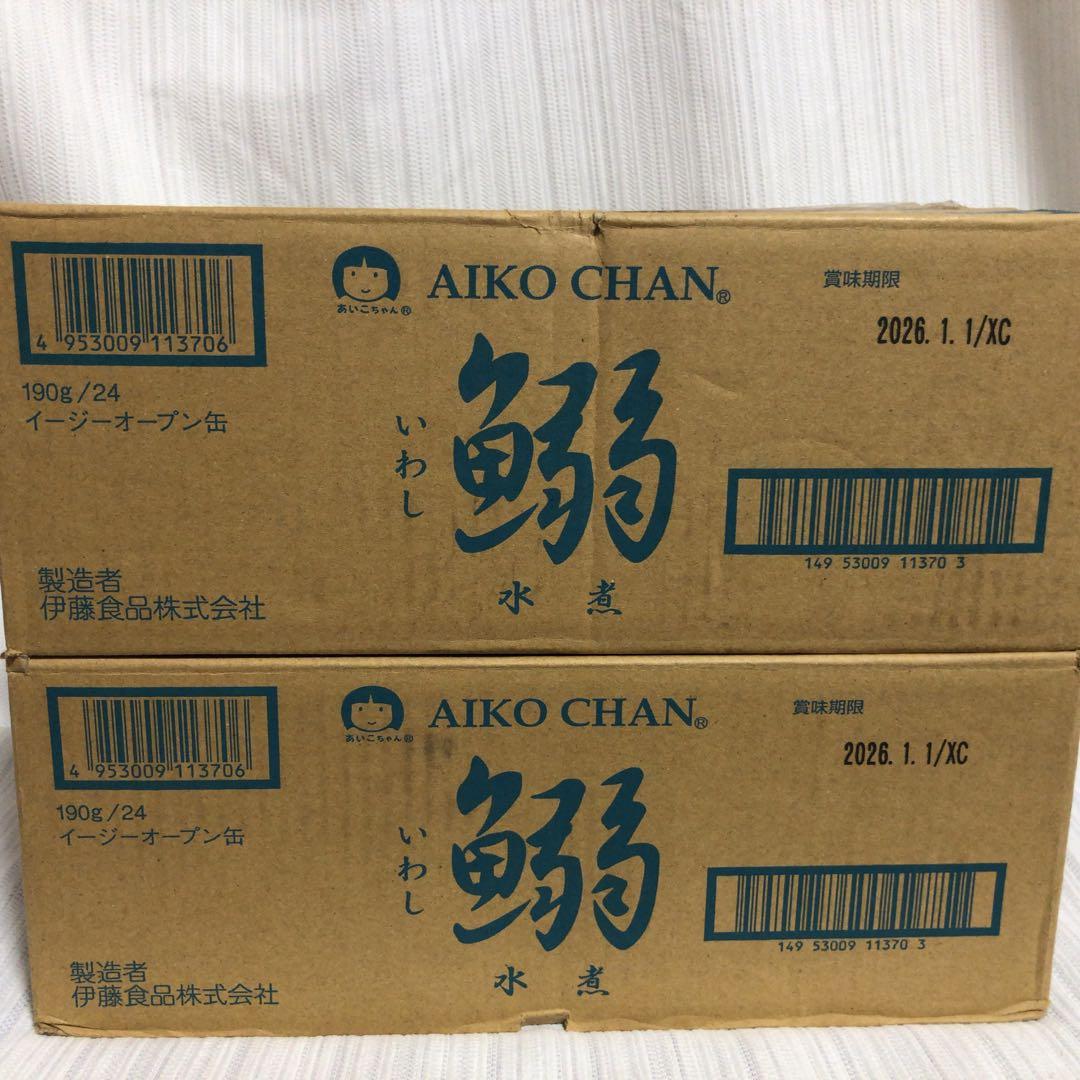 4 953009 113706
190g/24
イージーオープン缶
あいこちゃん®
AIKO CHAN®
いわし
鰯
水煮
賞味期限
2026. 1. 1/XC
149 53009 11370 3
製造者
伊藤食品株式会社
4 953009 113706
190g/24
イージーオープン缶
あいこちゃん®
AIKO CHAN®
いわし
鰯
水煮
賞味期限
2026. 1. 1/XC
149 53009 11370 3
製造者
伊藤食品株式会社